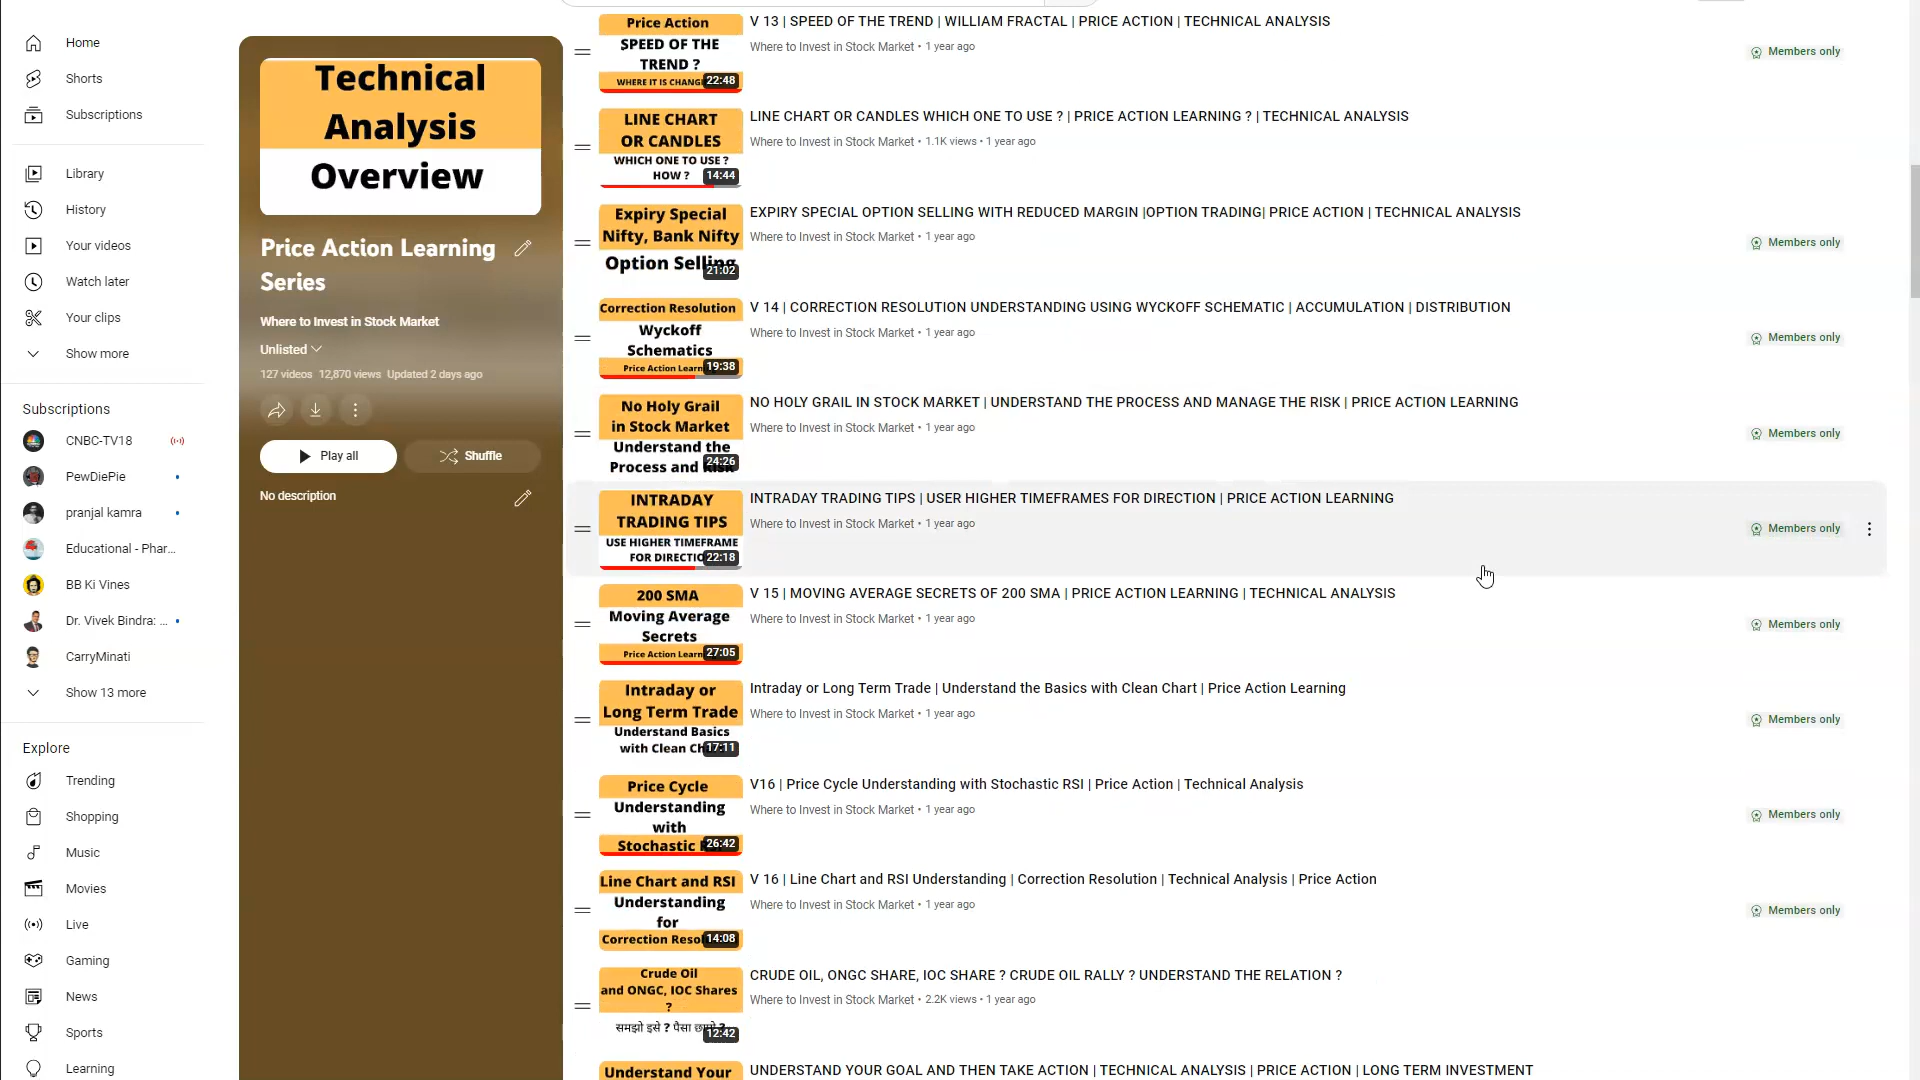 Home
Shorts
Subscriptions
Library
History
Your videos
Watch later
Your clips
Show more
Subscriptions
CNBC-TV18
PewDiePie
pranjal kamra
Educational - Phar...
BB Ki Vines
Dr. Vivek Bindra: ...
CarryMinati
Show 13 more
Explore
Trending
Shopping
Music
Movies
Live
Gaming
News
Sports
Learning
Technical
Analysis
Overview
Price Action Learning
Series
Where to Invest in Stock Market
Unlisted
127 videos 12,870 views Updated 2 days ago
Play all
Shuffle
No description
Price Action
SPEED OF THE
TREND ?
WHERE IT IS
22:48
V 13 | SPEED OF THE TREND | WILLIAM FRACTAL | PRICE ACTION | TECHNICAL ANALYSIS
Where to Invest in Stock Market • 1 year ago
Members only
LINE CHART
OR CANDLES
WHICH ONE TO USE ?
HOW ?
14:44
LINE CHART OR CANDLES WHICH ONE TO USE ? | PRICE ACTION LEARNING ? | TECHNICAL ANALYSIS
Where to Invest in Stock Market • 1.1K views • 1 year ago
Expiry Special
Nifty, Bank Nifty
Option Selling
21:02
EXPIRY SPECIAL OPTION SELLING WITH REDUCED MARGIN |OPTION TRADING| PRICE ACTION | TECHNICAL ANALYSIS
Where to Invest in Stock Market • 1 year ago
Members only
Correction Resolution
Wyckoff
Schematics
Price Action
19:38
V 14 | CORRECTION RESOLUTION UNDERSTANDING USING WYCKOFF SCHEMATIC | ACCUMULATION | DISTRIBUTION
Where to Invest in Stock Market • 1 year ago
Members only
No Holy Grail
in Stock Market
Understand the
Process and
24:26
NO HOLY GRAIL IN STOCK MARKET | UNDERSTAND THE PROCESS AND MANAGE THE RISK | PRICE ACTION LEARNING
Where to Invest in Stock Market • 1 year ago
Members only
INTRADAY
TRADING TIPS
USE HIGHER TIMEFRAME
FOR
22:18
INTRADAY TRADING TIPS | USER HIGHER TIMEFRAMES FOR DIRECTION | PRICE ACTION LEARNING
Where to Invest in Stock Market • 1 year ago
Members only
200 SMA
Moving Average
Secrets
Price Action
27:05
V 15 | MOVING AVERAGE SECRETS OF 200 SMA | PRICE ACTION LEARNING | TECHNICAL ANALYSIS
Where to Invest in Stock Market • 1 year ago
Members only
Intraday or
Long Term Trade
Understand Basics
with Clean
17:11
Intraday or Long Term Trade | Understand the Basics with Clean Chart | Price Action Learning
Where to Invest in Stock Market • 1 year ago
Members only
Price Cycle
Understanding
with
Stochastic
26:42
V16 | Price Cycle Understanding with Stochastic RSI | Price Action | Technical Analysis
Where to Invest in Stock Market • 1 year ago
Members only
Line Chart and RSI
Understanding
for
Correction
14:08
V 16 | Line Chart and RSI Understanding | Correction Resolution | Technical Analysis | Price Action
Where to Invest in Stock Market • 1 year ago
Members only
Crude Oil
and ONGC, IOC Shares
?
समझो इसे ? पैसा
12:42
CRUDE OIL, ONGC SHARE, IOC SHARE ? CRUDE OIL RALLY ? UNDERSTAND THE RELATION ?
Where to Invest in Stock Market • 2.2K views • 1 year ago
Understand Your
UNDERSTAND YOUR GOAL AND THEN TAKE ACTION | TECHNICAL ANALYSIS | PRICE ACTION | LONG TERM INVESTMENT